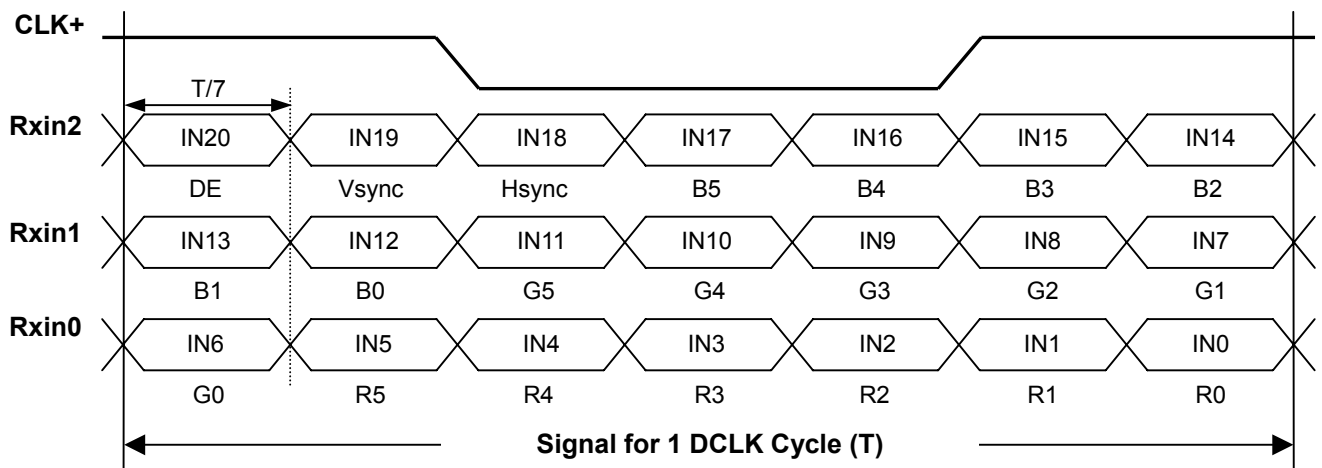 CLK+
T/7
Rxin2 IN20 IN19 IN18 IN17 IN16 IN15 IN14
DE Vsync Hsync B5 B4 B3 B2
Rxin1 IN13 IN12 IN11 IN10 IN9 IN8 IN7
B1 B0 G5 G4 G3 G2 G1
Rxin0 IN6 IN5 IN4 IN3 IN2 IN1 IN0
G0 R5 R4 R3 R2 R1 R0
Signal for 1 DCLK Cycle (T)